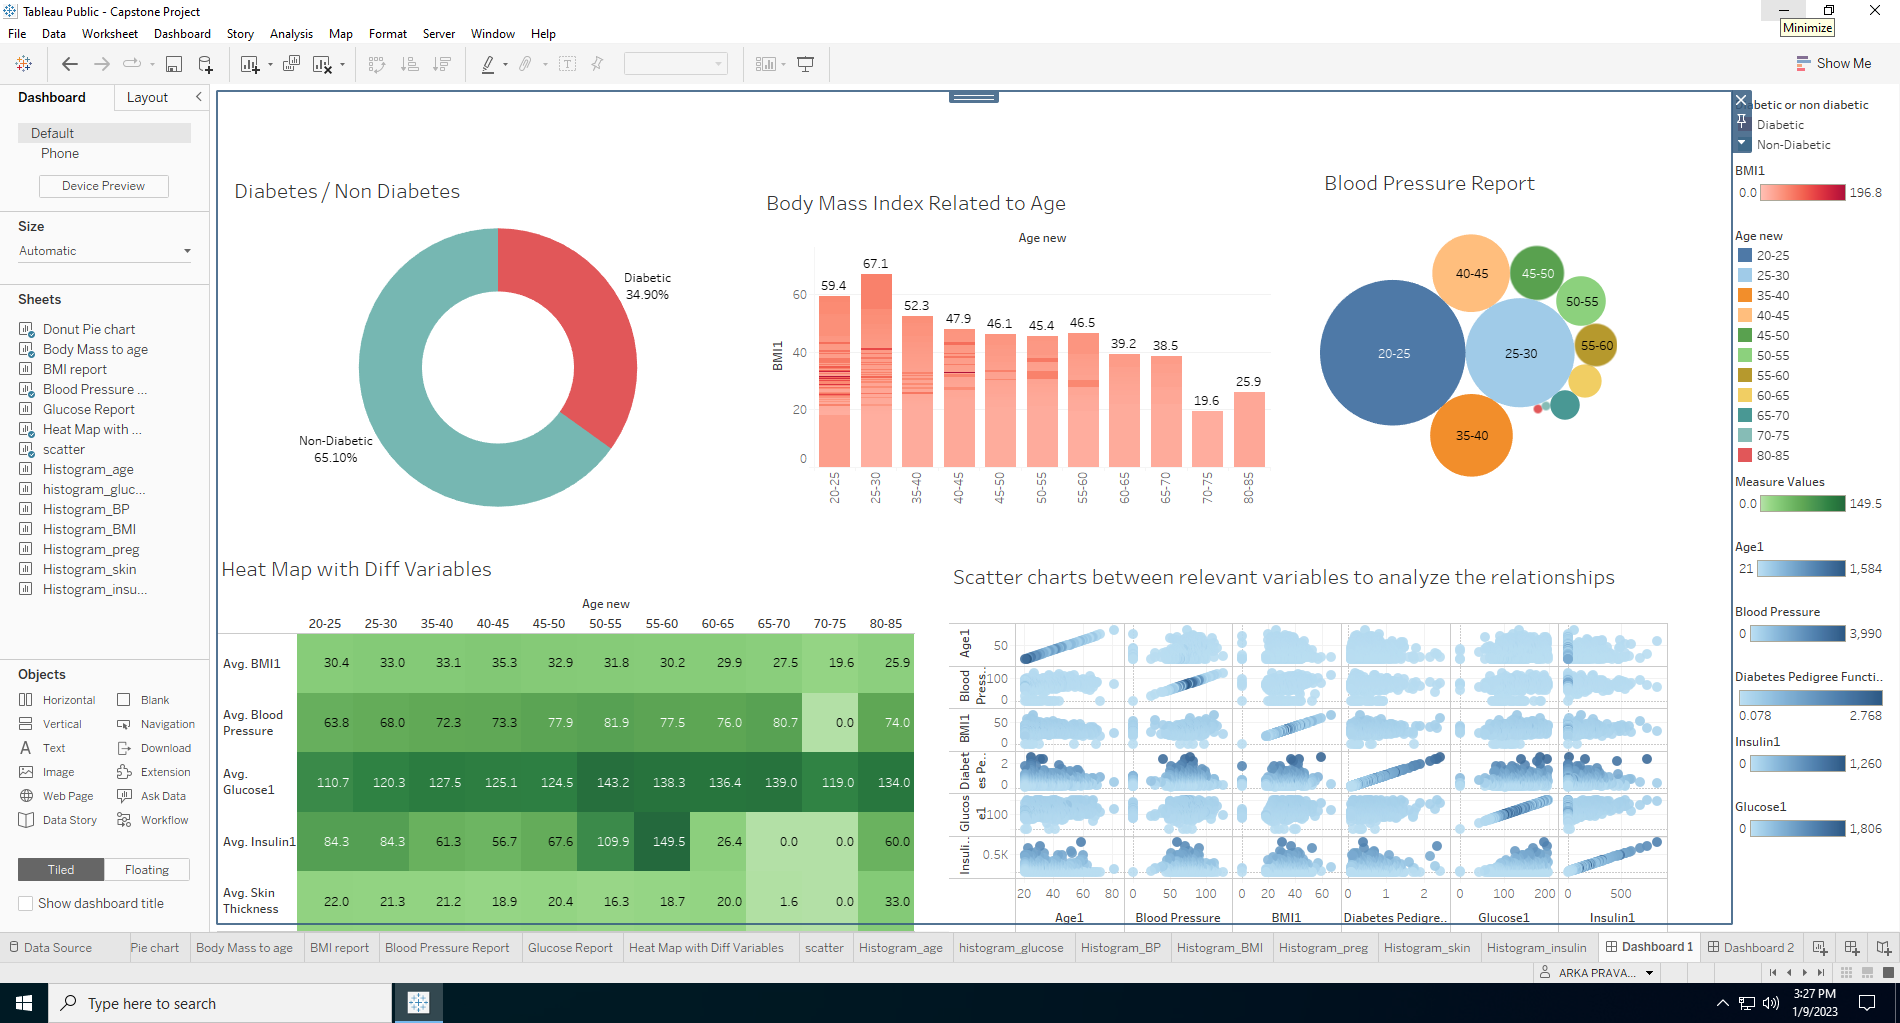 Tableau Public - Capstone Project
Minimize
File Data Worksheet Dashboard Story Analysis Map Format Server Window Help
Show Me
Dashboard Layout
Default
Phone
Device Preview
Size
Automatic
Sheets
Donut Pie chart
Body Mass to age
BMI report
Blood Pressure ...
Glucose Report
Heat Map with ...
scatter
Histogram_age
histogram_gluc...
Histogram_BP
Histogram_BMI
Histogram_preg
Histogram_skin
Histogram_insu...
Objects
Horizontal Blank
Vertical Navigation
Text Download
Image Extension
Web Page Ask Data
Data Story Workflow
Tiled Floating
Show dashboard title
Diabetes / Non Diabetes
Diabetic
34.90%
Non-Diabetic
65.10%
Body Mass Index Related to Age
Age new
BMI1
60
40
20
0
59.4 67.1 52.3 47.9 46.1 45.4 46.5 39.2 38.5 19.6 25.9
20-25 25-30 35-40 40-45 45-50 50-55 55-60 60-65 65-70 70-75 80-85
Blood Pressure Report
40-45 45-50
50-55
20-25 25-30 55-60
35-40
Heat Map with Diff Variables
Age new
20-25 25-30 35-40 40-45 45-50 50-55 55-60 60-65 65-70 70-75 80-85
Avg. BMI1 30.4 33.0 33.1 35.3 32.9 31.8 30.2 29.9 27.5 19.6 25.9
Avg. Blood
Pressure 63.8 68.0 72.3 73.3 77.9 81.9 77.5 76.0 80.7 0.0 74.0
Avg.
Glucose1 110.7 120.3 127.5 125.1 124.5 143.2 138.3 136.4 139.0 119.0 134.0
Avg. Insulin1 84.3 84.3 61.3 56.7 67.6 109.9 149.5 26.4 0.0 0.0 60.0
Avg. Skin
Thickness 22.0 21.3 21.2 18.9 20.4 16.3 18.7 20.0 1.6 0.0 33.0
Scatter charts between relevant variables to analyze the relationships
Age1 50
Blood
Press.. 100
0
BMI1 50
0
Diabet
es Pe.. 2
0
Glucos
e1 100
Insuli.. 0.5K
20 40 60 80 0 50 100 0 20 40 60 0 1 2 0 100 200 0 500
Age1 Blood Pressure BMI1 Diabetes Pedigre.. Glucose1 Insulin1
abetic or non diabetic
Diabetic
Non-Diabetic
BMI1
0.0 196.8
Age new
20-25
25-30
35-40
40-45
45-50
50-55
55-60
60-65
65-70
70-75
80-85
Measure Values
0.0 149.5
Age1
21 1,584
Blood Pressure
0 3,990
Diabetes Pedigree Functi..
0.078 2.768
Insulin1
0 1,260
Glucose1
0 1,806
Data Source Pie chart Body Mass to age BMI report Blood Pressure Report Glucose Report Heat Map with Diff Variables scatter Histogram_age histogram_glucose Histogram_BP Histogram_BMI Histogram_preg Histogram_skin Histogram_insulin Dashboard 1 Dashboard 2
ARKA PRAVA...
Type here to search
3:27 PM
1/9/2023